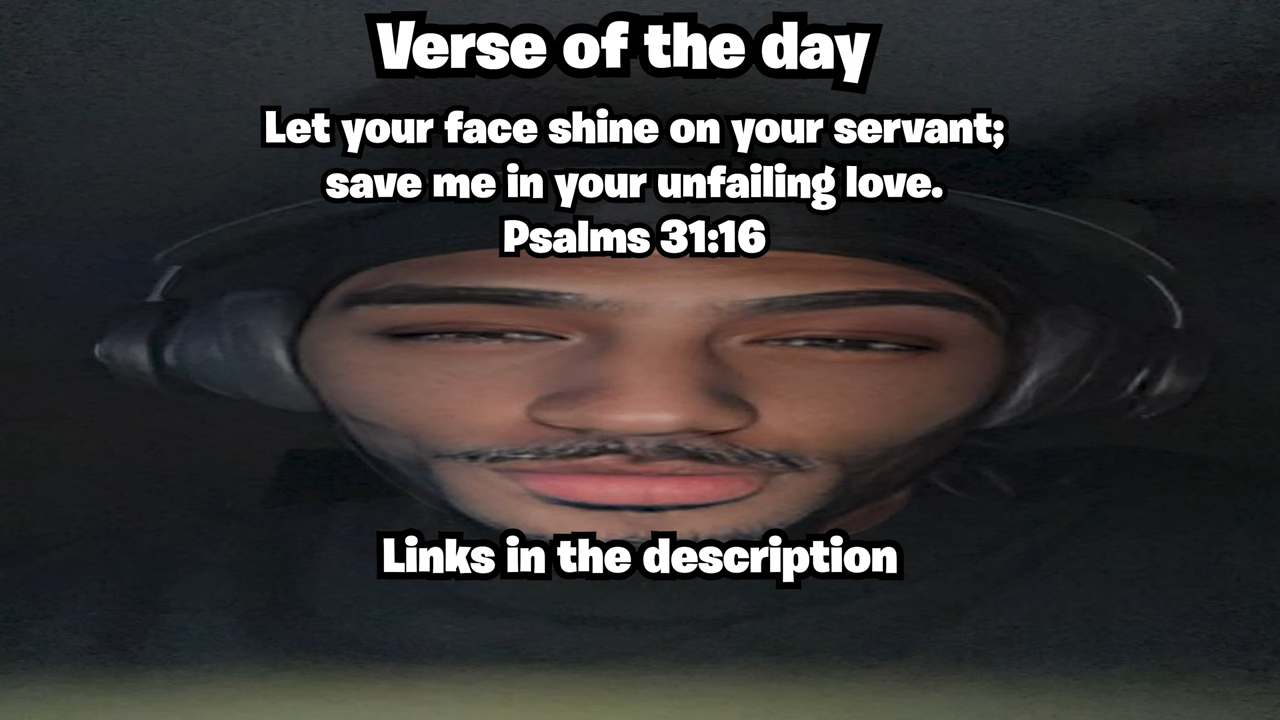 Verse of the day
Let your face shine on your servant;
save me in your unfailing love.
Psalms 31:16
Links in the description